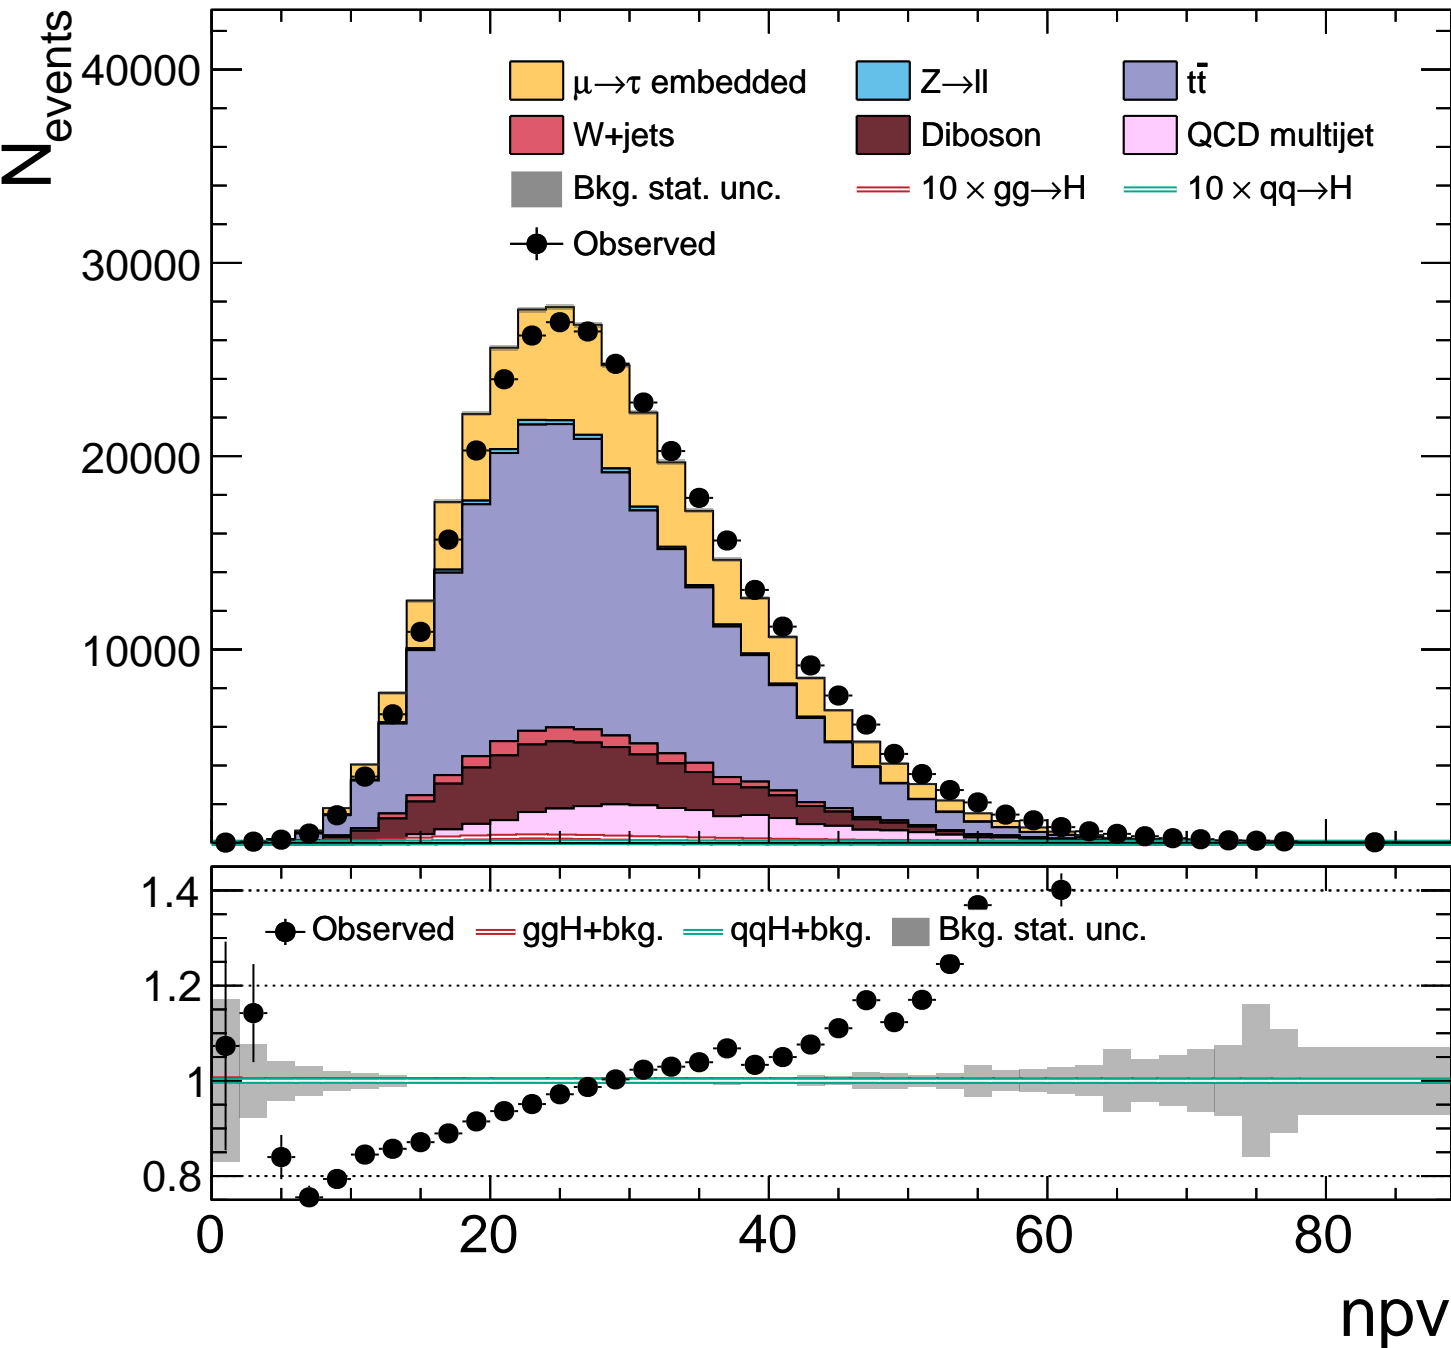 N_events
40000
30000
20000
10000
μ→τ embedded Z→ll tt̄
W+jets Diboson QCD multijet
Bkg. stat. unc. 10 × gg→H 10 × qq→H
Observed
1.4
1.2
1
0.8
Observed ggH+bkg. qqH+bkg. Bkg. stat. unc.
0 20 40 60 80
npv